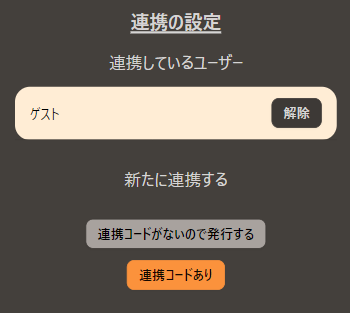 連携の設定
連携しているユーザー
ゲスト
解除
新たに連携する
連携コードがないので発行する
連携コードあり